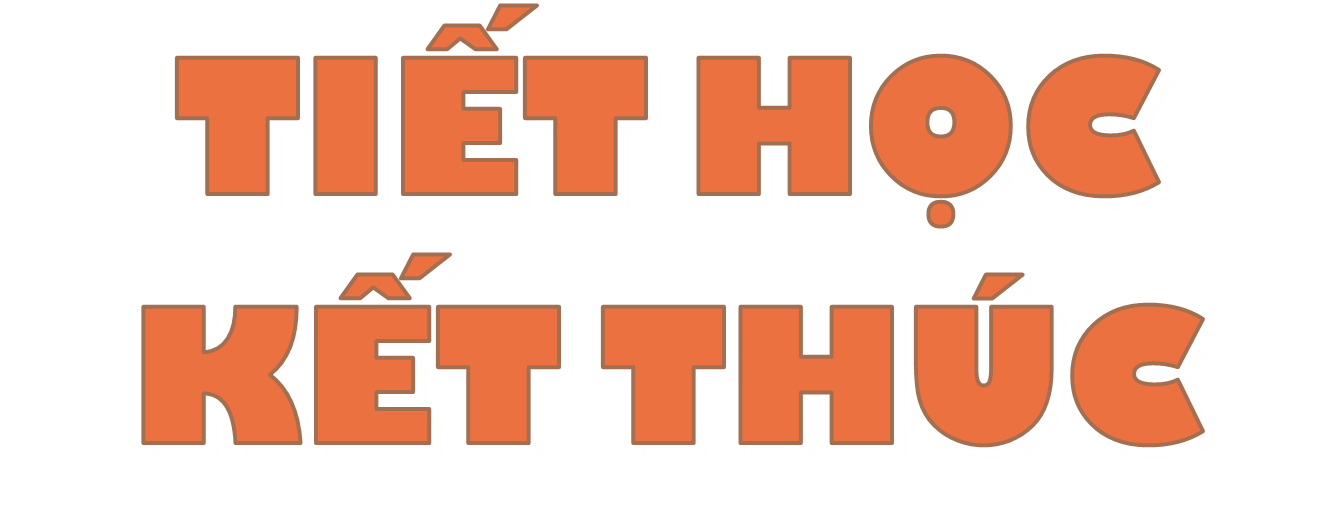 TIẾT HỌC
KẾT THÚC